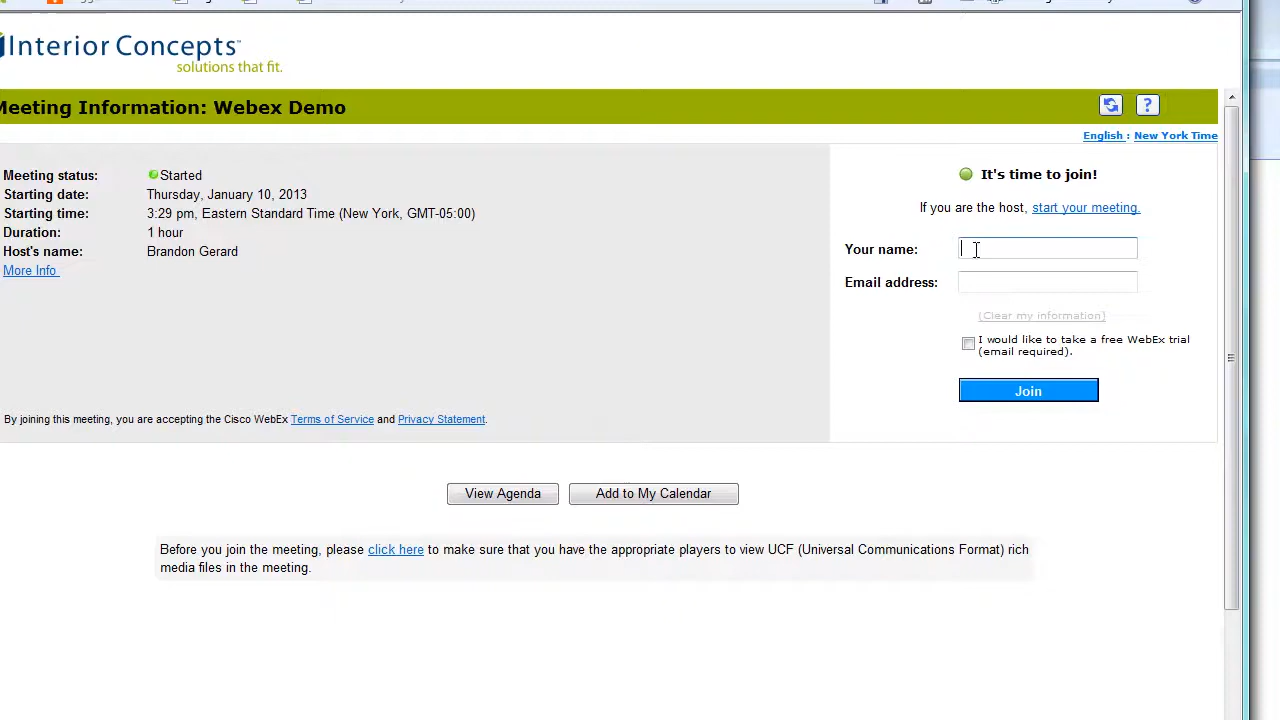 Interior Concepts™
solutions that fit.
Meeting Information: Webex Demo
English : New York Time
Meeting status: Started
Starting date: Thursday, January 10, 2013
Starting time: 3:29 pm, Eastern Standard Time (New York, GMT-05:00)
Duration: 1 hour
Host's name: Brandon Gerard
More Info
By joining this meeting, you are accepting the Cisco WebEx Terms of Service and Privacy Statement.
It's time to join!
If you are the host, start your meeting.
Your name:
Email address:
(Clear my information)
I would like to take a free WebEx trial
(email required).
Join
View Agenda Add to My Calendar
Before you join the meeting, please click here to make sure that you have the appropriate players to view UCF (Universal Communications Format) rich
media files in the meeting.